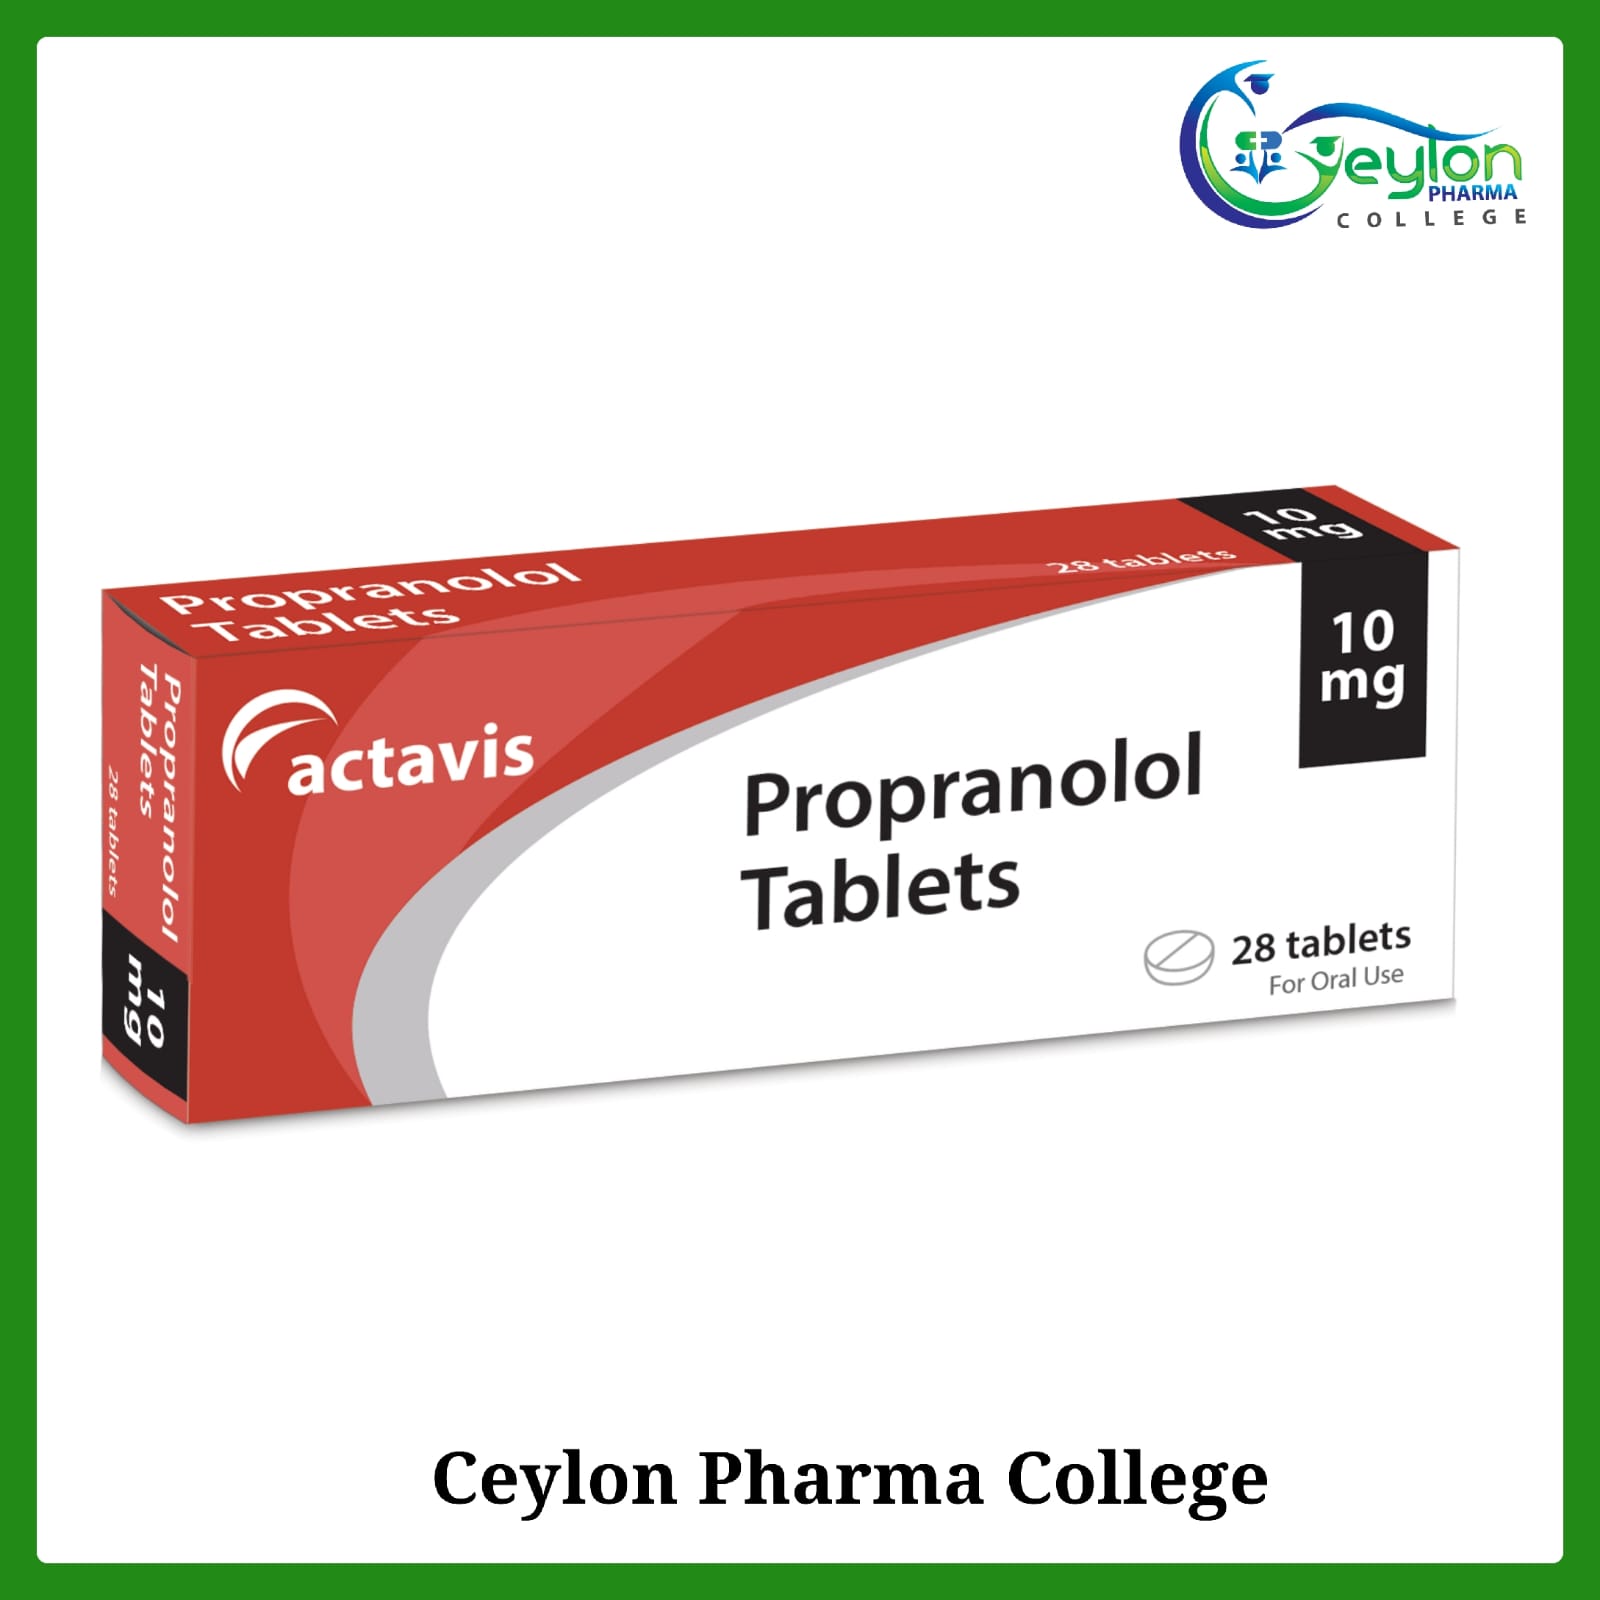 Ceylon
PHARMA
COLLEGE
Propranolol
Tablets
28 tablets
10
mg
Propranolol
Tablets
28 tablets
10
mg
actavis
10
mg
Propranolol
Tablets
28 tablets
For Oral Use
Ceylon Pharma College